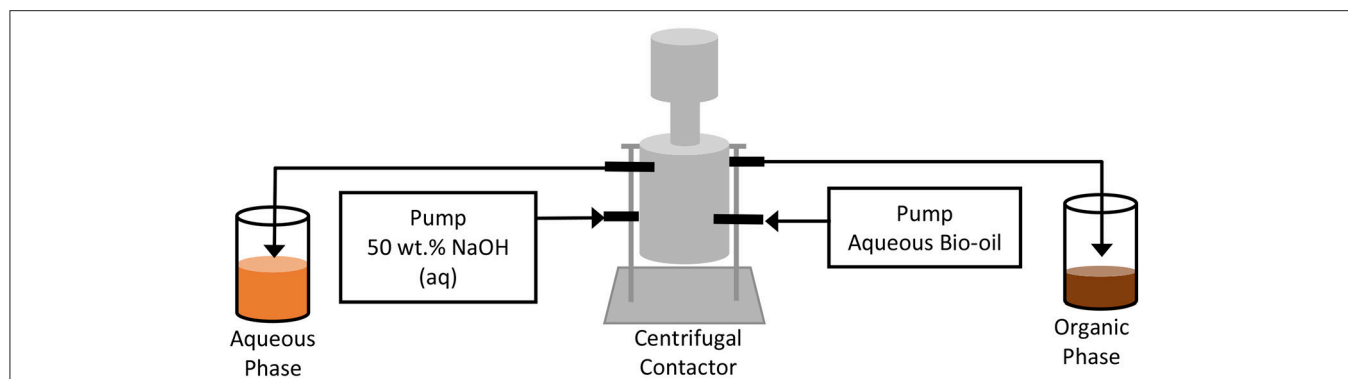 Pump
50 wt.% NaOH
(aq)
Pump
Aqueous Bio-oil
Aqueous
Phase
Centrifugal
Contactor
Organic
Phase